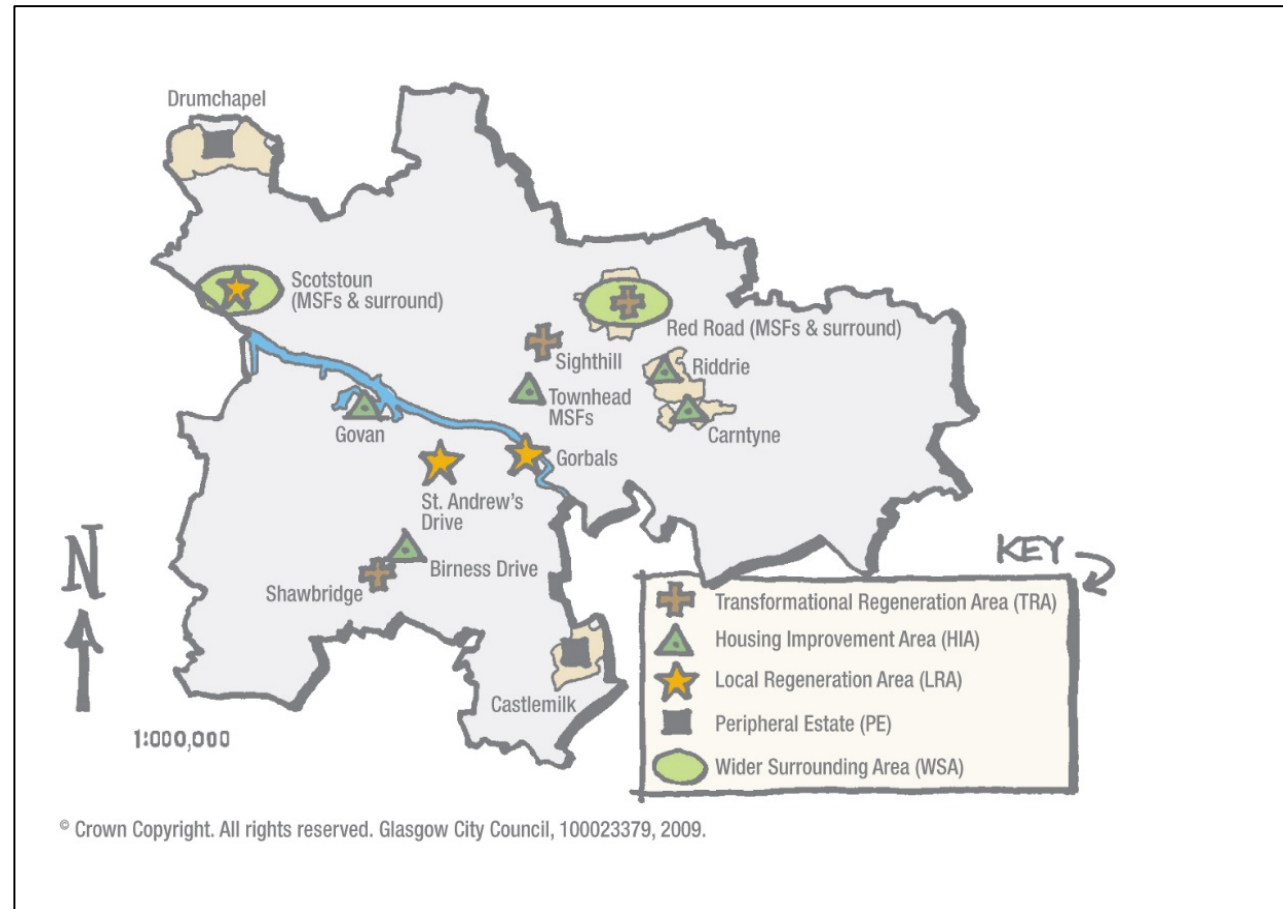 Drumchapel
Scotstoun
(MSFs & surround)
Red Road (MSFs & surround)
Sighthill
Riddrie
Townhead
MSFs
Carntyne
Govan
Gorbals
St. Andrew's
Drive
Birness Drive
Shawbridge
Castlemilk
N
1:000,000
KEY
Transformational Regeneration Area (TRA)
Housing Improvement Area (HIA)
Local Regeneration Area (LRA)
Peripheral Estate (PE)
Wider Surrounding Area (WSA)
© Crown Copyright. All rights reserved. Glasgow City Council, 100023379, 2009.